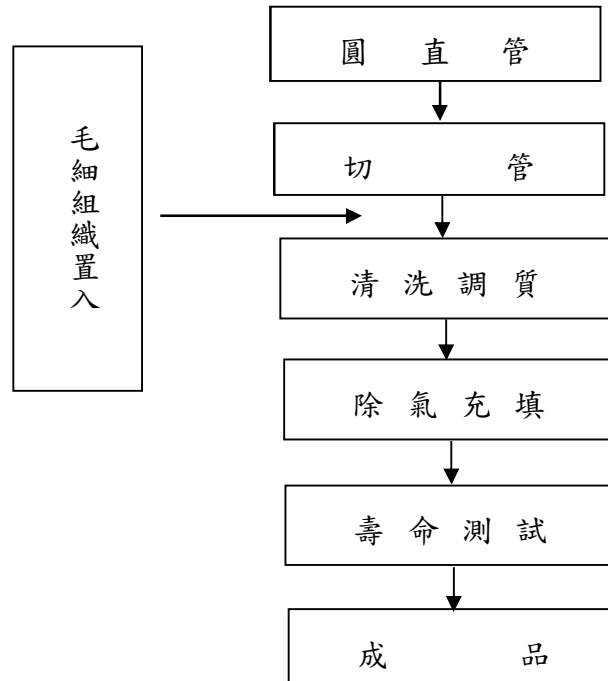 圓直管
切管
毛細組織置入
清洗調質
除氣充填
壽命測試
成品